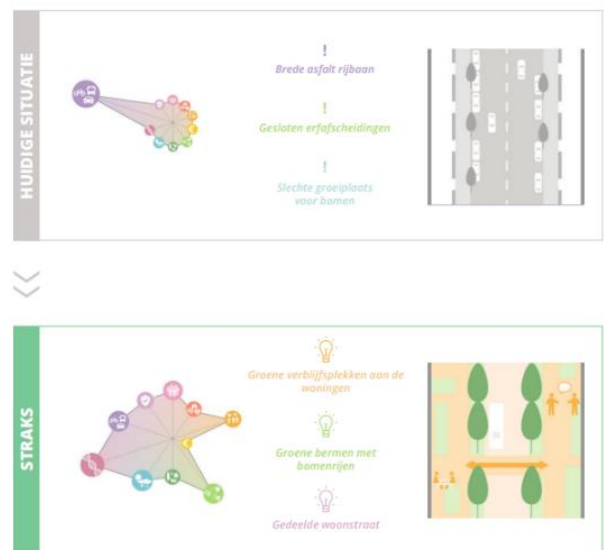 HUIDIGE SITUATIE
!
Brede asfalt rijbaan
!
Gesloten erfafscheidingen
!
Slechte groeiplaats
voor bomen
STRAKS
Groene verblijfsplekken aan de
woningen
Groene bermen met
bomenrijen
Gedeelde woonstraat